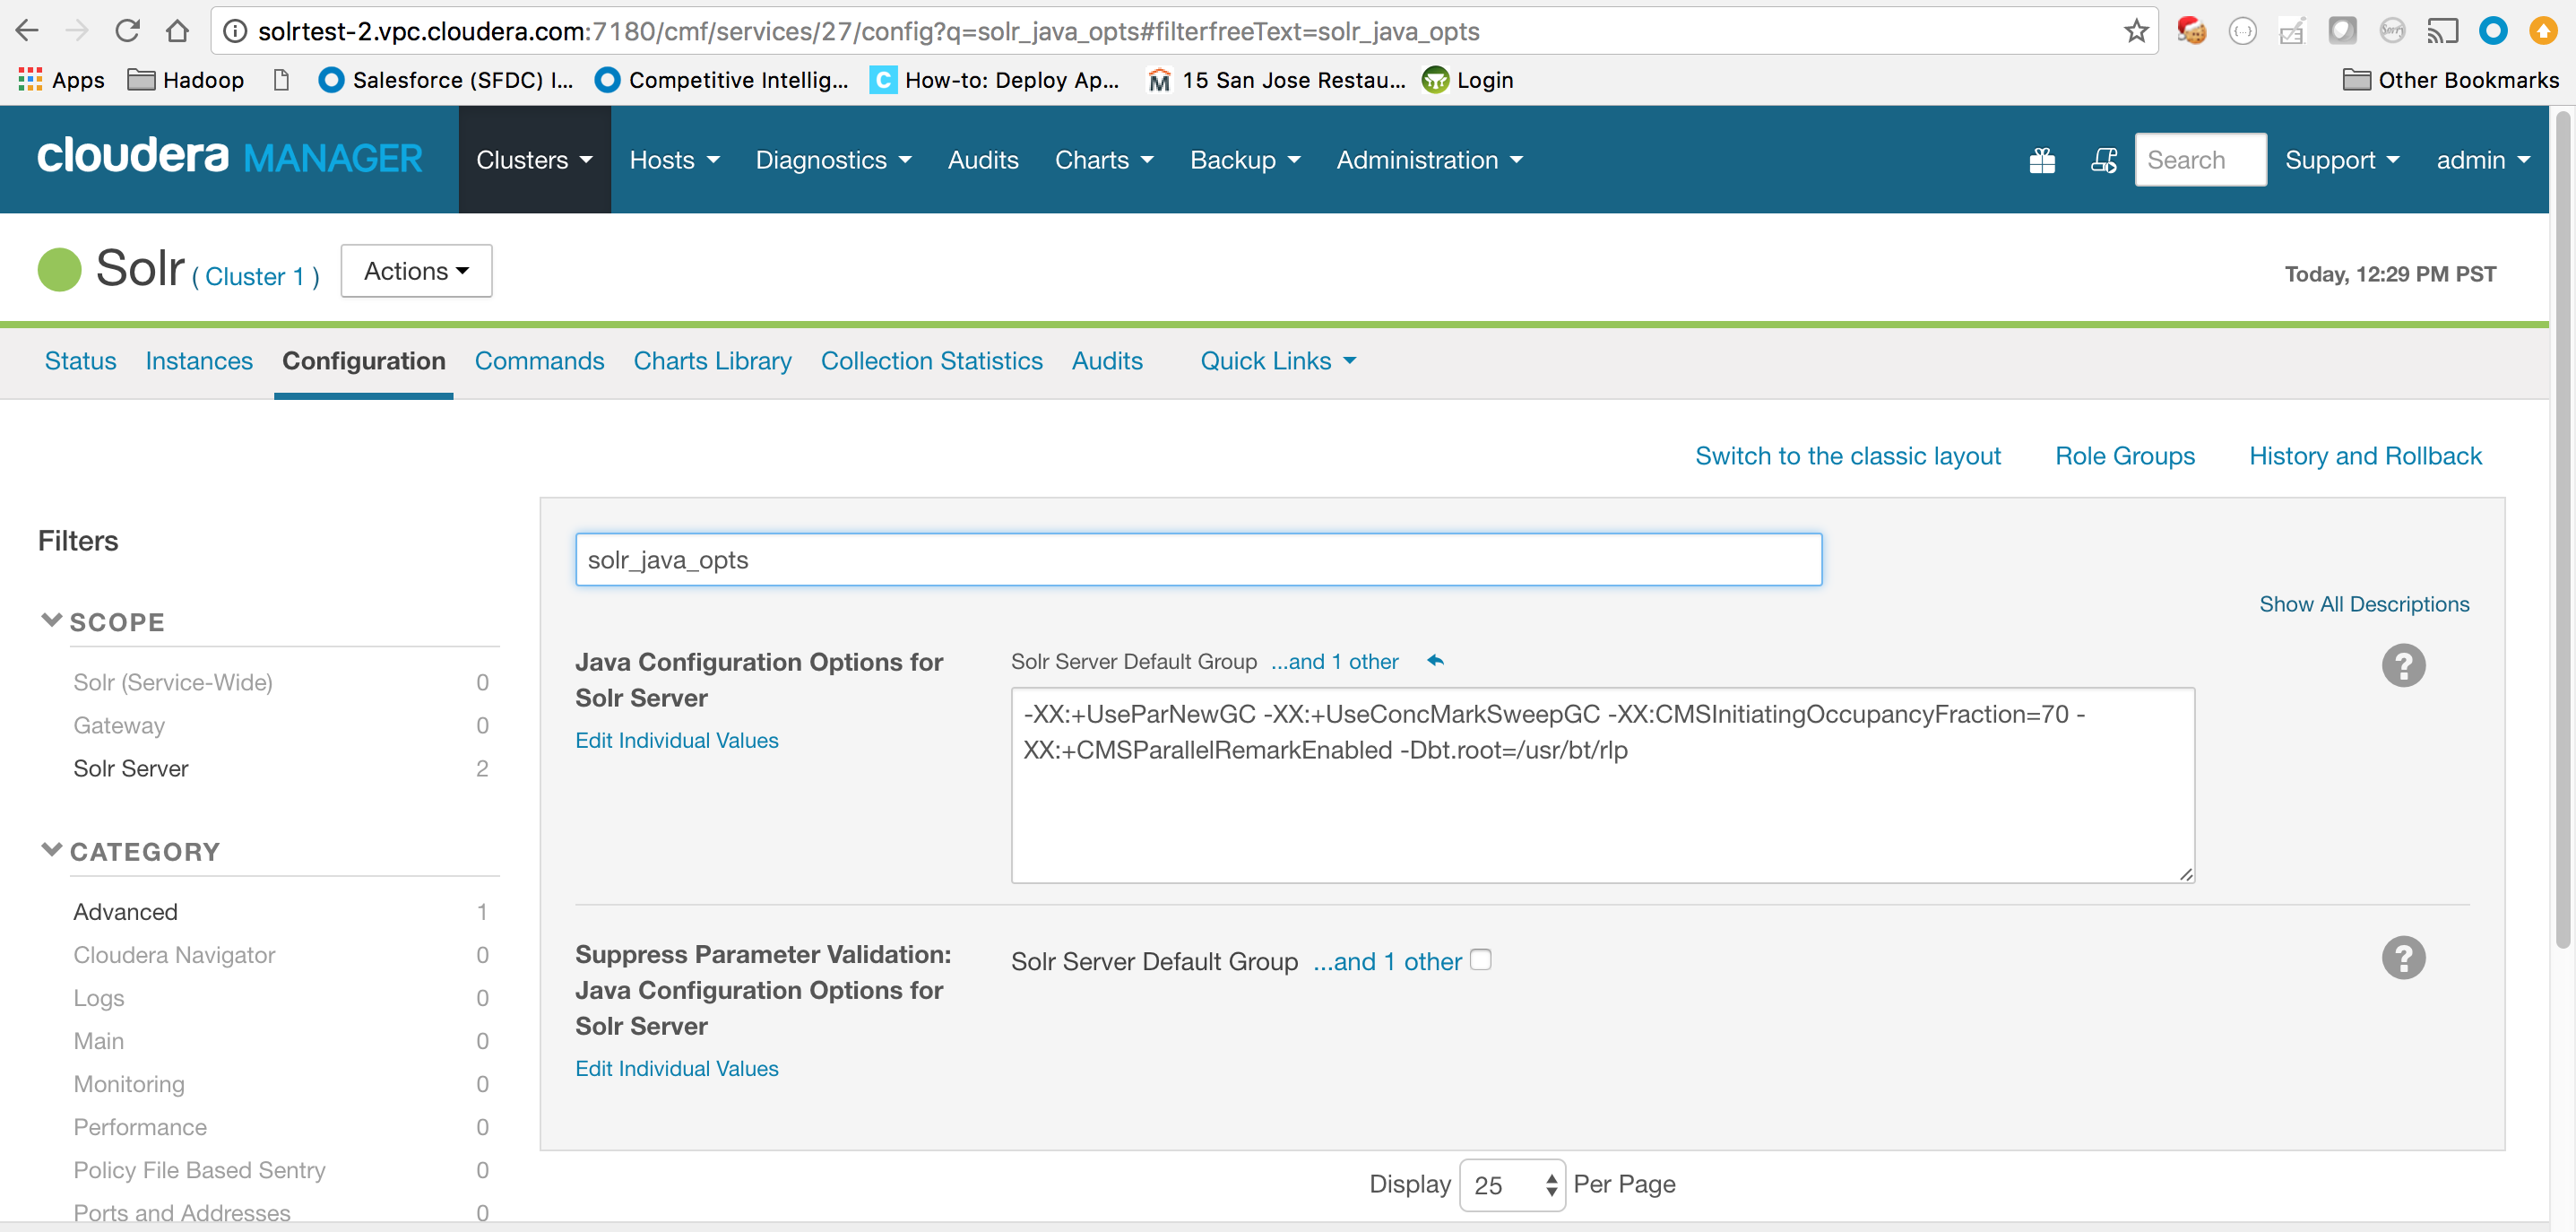 solrtest-2.vpc.cloudera.com:7180/cmf/services/27/config?q=solr_java_opts#filterfreeText=solr_java_opts
Apps Hadoop Salesforce (SFDC) I... Competitive Intellig... C How-to: Deploy Ap... M 15 San Jose Restau... Login Other Bookmarks
cloudera MANAGER Clusters Hosts Diagnostics Audits Charts Backup Administration Search Support admin
Solr ( Cluster 1 ) Actions Today, 12:29 PM PST
Status Instances Configuration Commands Charts Library Collection Statistics Audits Quick Links
Switch to the classic layout Role Groups History and Rollback
Filters
solr_java_opts
Show All Descriptions
SCOPE
Solr (Service-Wide) 0
Gateway 0
Solr Server 2
CATEGORY
Advanced 1
Cloudera Navigator 0
Logs 0
Main 0
Monitoring 0
Performance 0
Policy File Based Sentry 0
Ports and Addresses 0
Java Configuration Options for
Solr Server
Edit Individual Values
Solr Server Default Group ...and 1 other
?
-XX:+UseParNewGC -XX:+UseConcMarkSweepGC -XX:CMSInitiatingOccupancyFraction=70 -
XX:+CMSParallelRemarkEnabled -Dbt.root=/usr/bt/rlp
Suppress Parameter Validation:
Java Configuration Options for
Solr Server
Edit Individual Values
Solr Server Default Group ...and 1 other
?
Display 25 Per Page